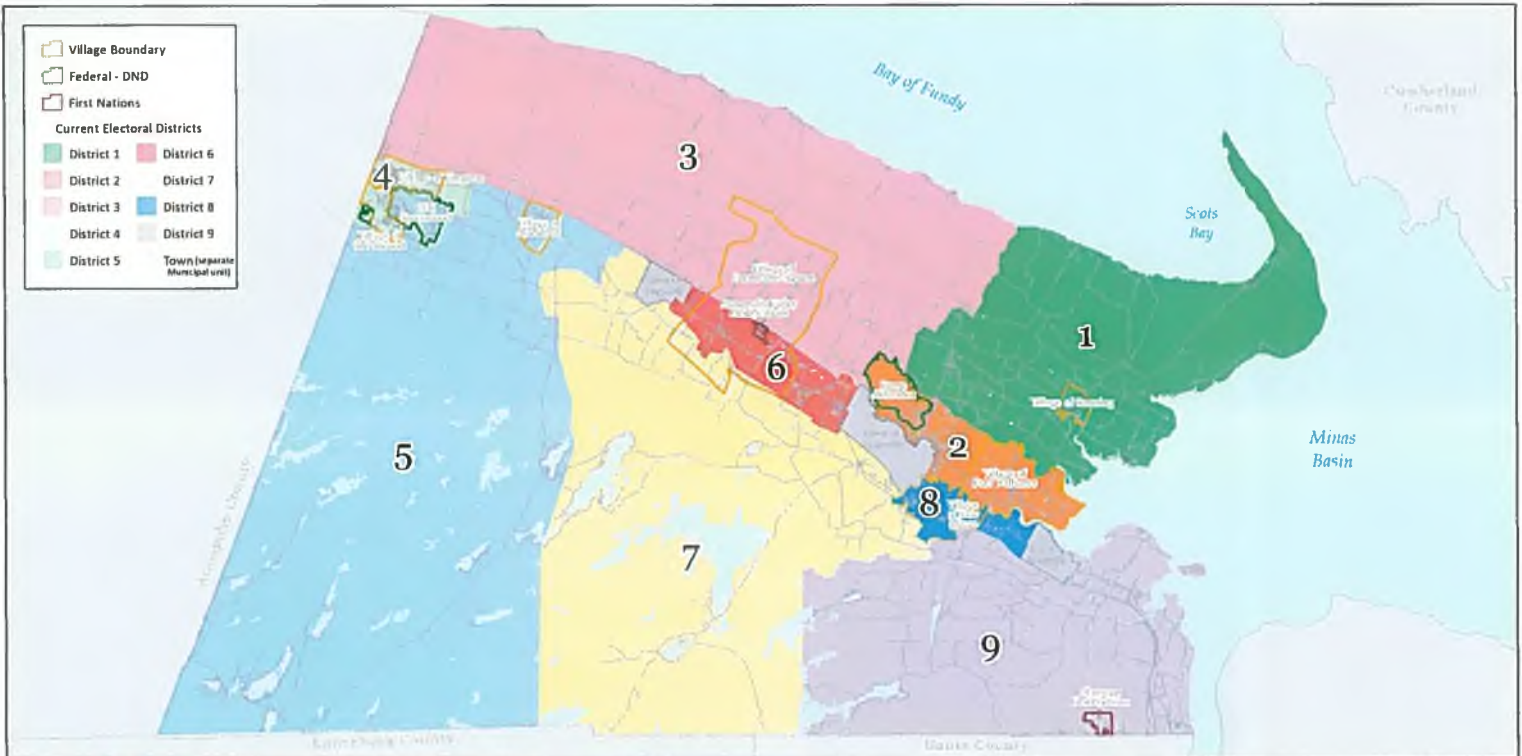 Village Boundary
Federal - DND
First Nations
Current Electoral Districts
District 1
District 6
District 2
District 7
District 3
District 8
District 4
District 9
District 5
Town (separate
Municipal unit)
Bay of Fundy
Cumberland
County
3
4
Scots
Bay
1
6
Village of Canning
Minas
Basin
2
Village of
Port Williams
5
8
7
9
Annapolis County
Lunenburg County
Hants County